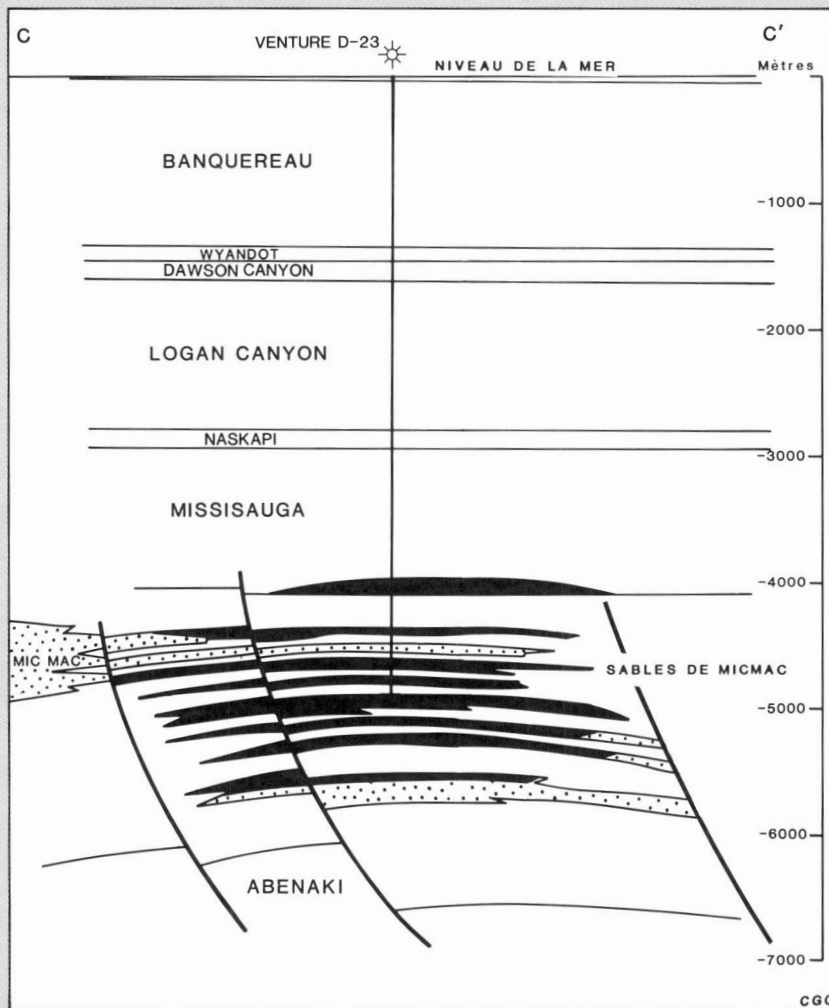 C
C'
VENTURE D-23
NIVEAU DE LA MER
Mètres
BANQUEREAU
-1000
WYANDOT
DAWSON CANYON
-2000
LOGAN CANYON
NASKAPI
-3000
MISSISAUGA
-4000
MIC MAC
SABLES DE MICMAC
-5000
-6000
ABENAKI
-7000